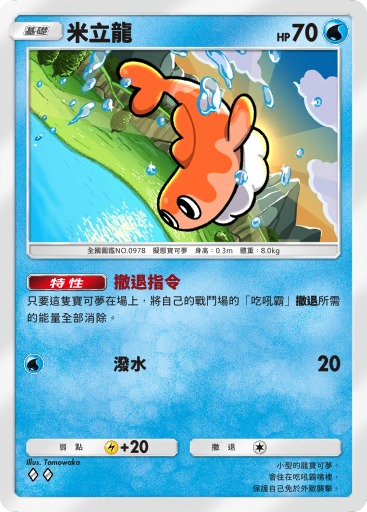 基礎 米立龍 HP 70
全國圖鑑NO.0978 擬態寶可夢 身高:0.3m 體重:8.0kg
特性 撤退指令
只要這隻寶可夢在場上,將自己的戰鬥場的「吃吼霸」撤退所需
的能量全部消除。
潑水 20
弱點 +20 撤退
Illus. Tomowaka
小型的龍寶可夢。
會住在吃吼霸嘴裡,
保護自己免於外敵襲擊。